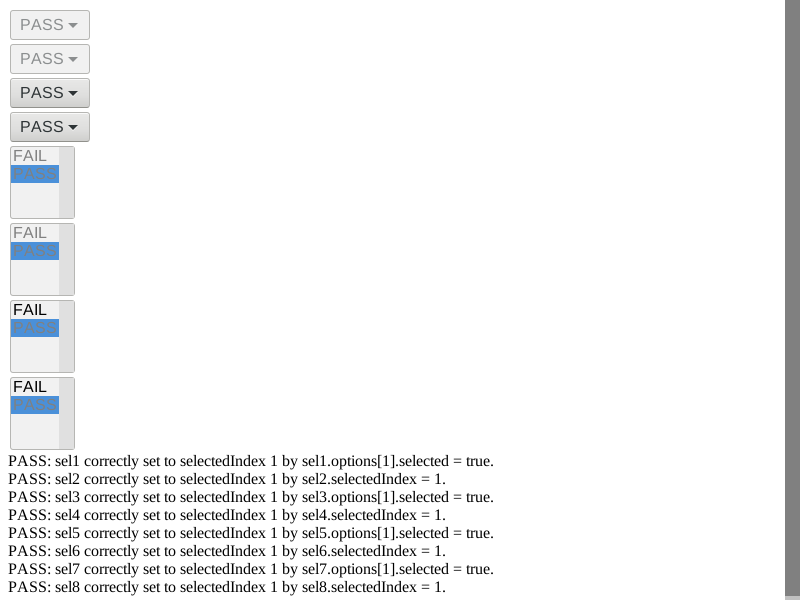 PASS
PASS
PASS
PASS
FAIL
PASS
FAIL
PASS
FAIL
PASS
FAIL
PASS
PASS: sel1 correctly set to selectedIndex 1 by sel1.options[1].selected = true.
PASS: sel2 correctly set to selectedIndex 1 by sel2.selectedIndex = 1.
PASS: sel3 correctly set to selectedIndex 1 by sel3.options[1].selected = true.
PASS: sel4 correctly set to selectedIndex 1 by sel4.selectedIndex = 1.
PASS: sel5 correctly set to selectedIndex 1 by sel5.options[1].selected = true.
PASS: sel6 correctly set to selectedIndex 1 by sel6.selectedIndex = 1.
PASS: sel7 correctly set to selectedIndex 1 by sel7.options[1].selected = true.
PASS: sel8 correctly set to selectedIndex 1 by sel8.selectedIndex = 1.